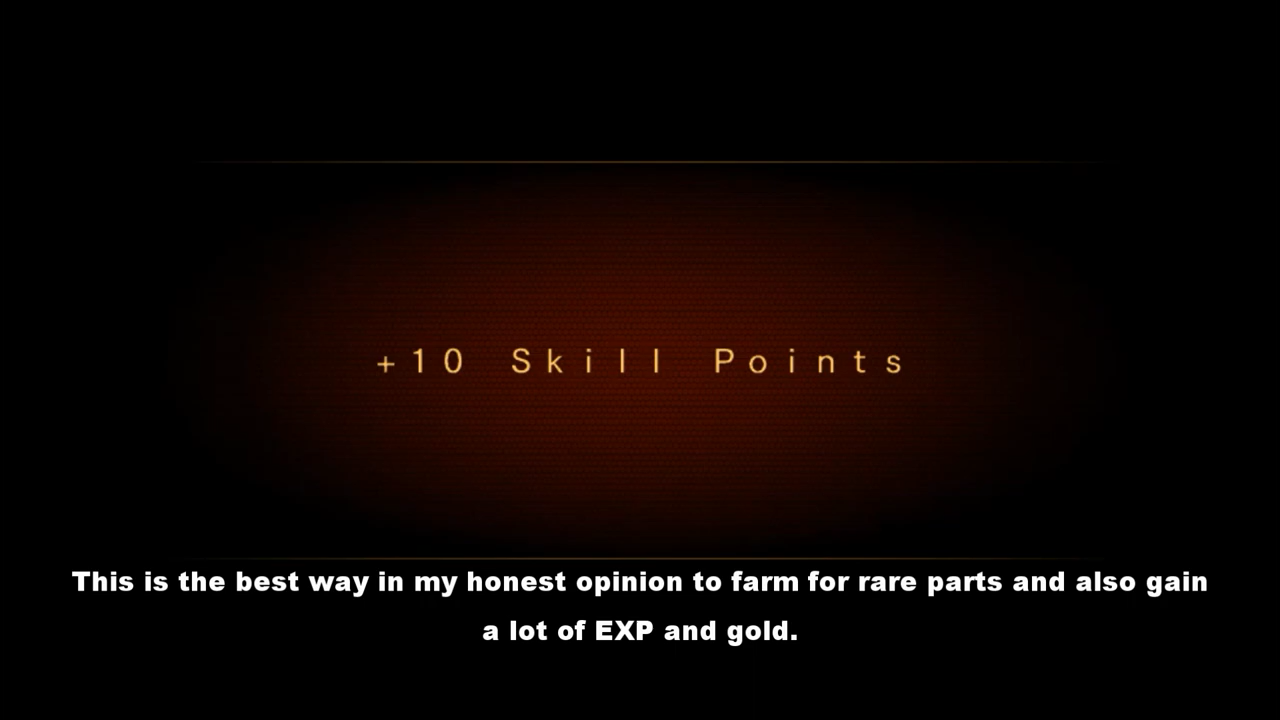 +10 Skill Points
This is the best way in my honest opinion to farm for rare parts and also gain
a lot of EXP and gold.